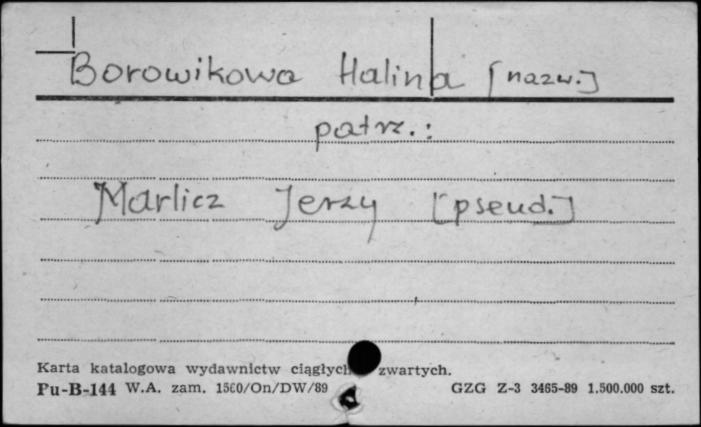 Borowikowa Halina [nazw.]
patrz.:
Marlicz Jerzy [pseud.]
Karta katalogowa wydawnictw ciągłych zwartych.
Pu-B-144 W.A. zam. 1560/On/DW/89 GZG Z-3 3465-89 1.500.000 szt.